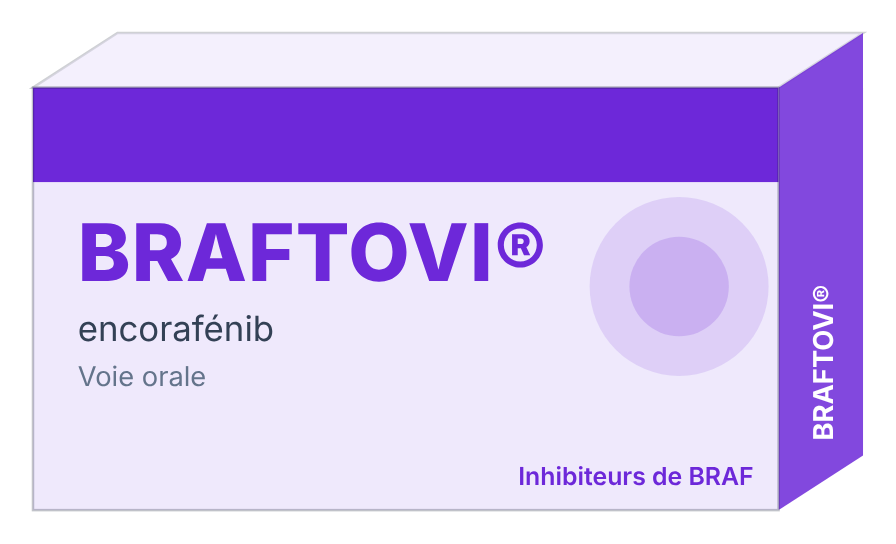 BRAFTOVI®
encorafénib
Voie orale
Inhibiteurs de BRAF
BRAFTOVI®